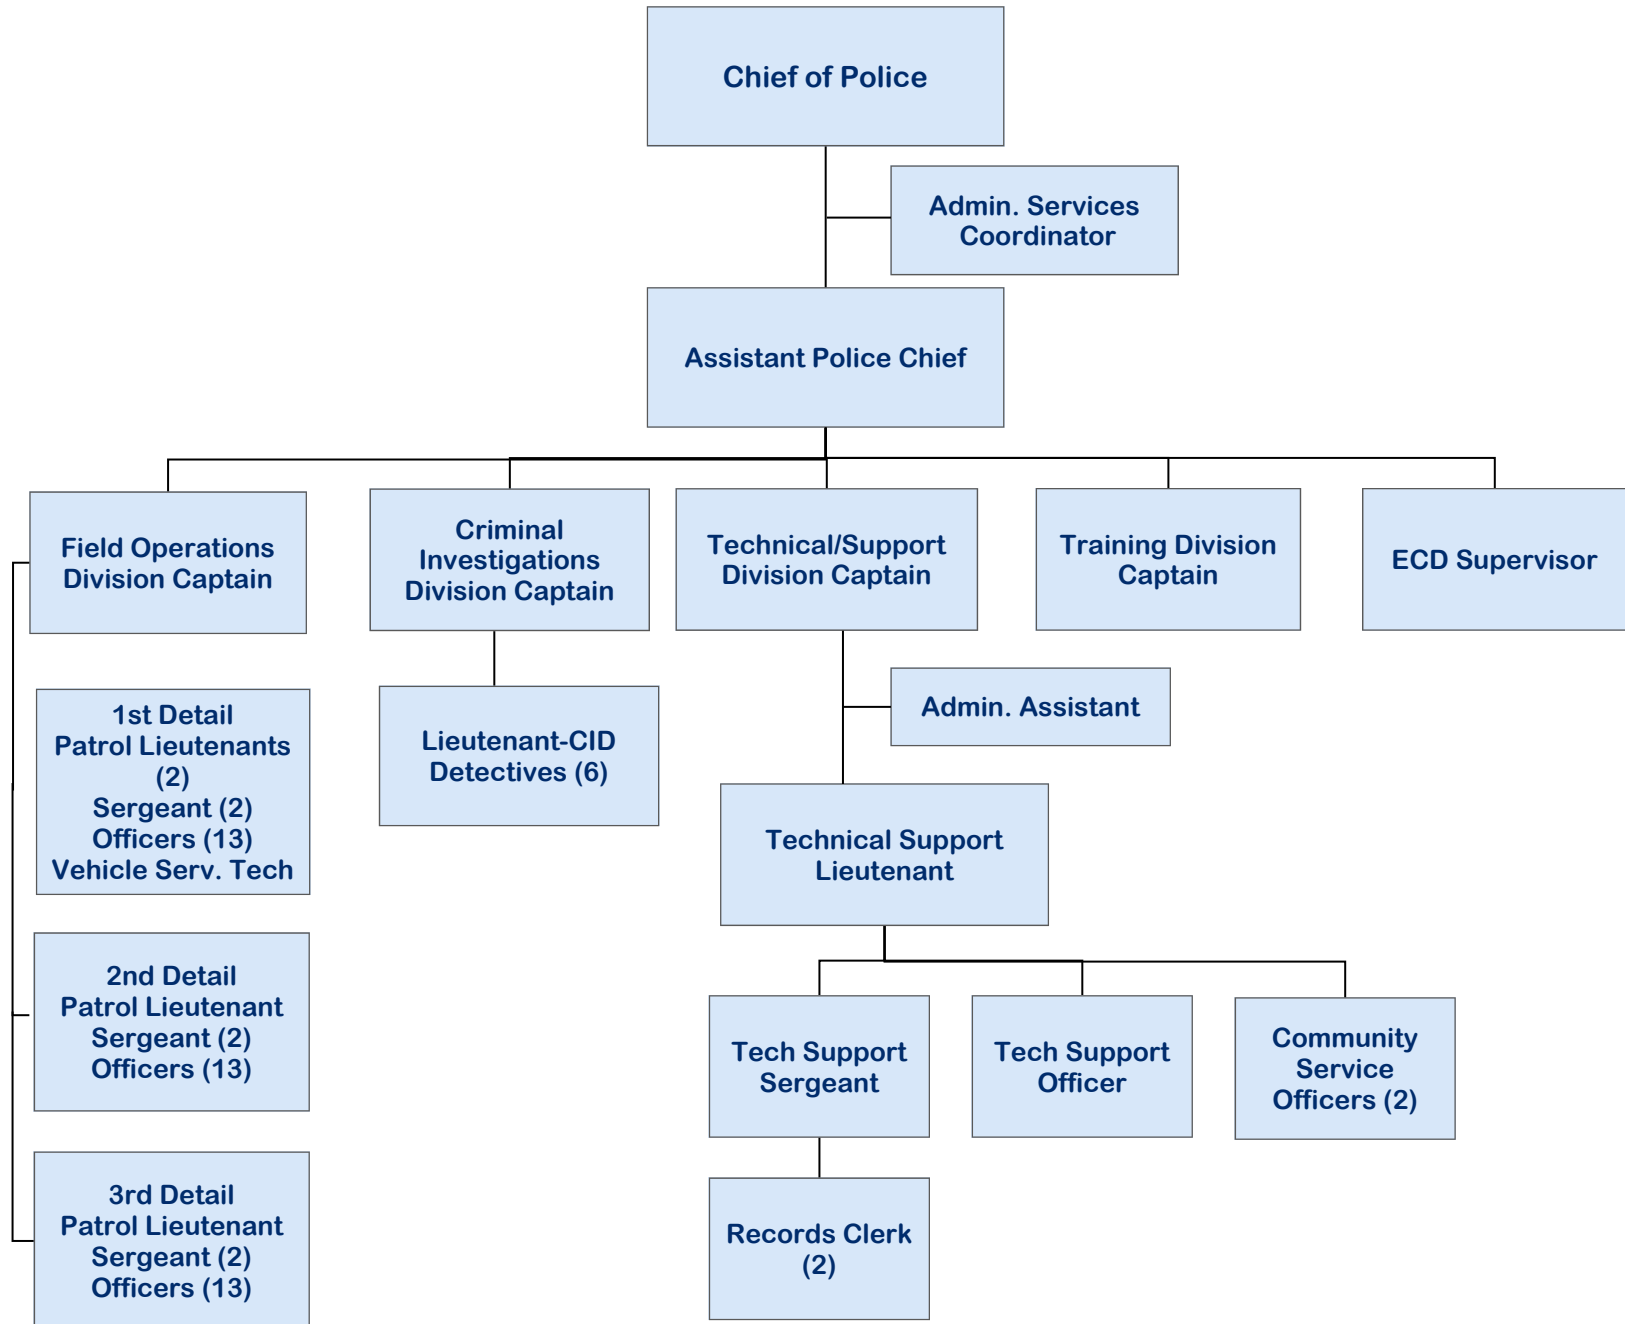 Chief of Police
Admin. Services
Coordinator
Assistant Police Chief
Field Operations
Division Captain
Criminal
Investigations
Division Captain
Technical/Support
Division Captain
Training Division
Captain
ECD Supervisor
1st Detail
Patrol Lieutenants
(2)
Sergeant (2)
Officers (13)
Vehicle Serv. Tech
Lieutenant-CID
Detectives (6)
Admin. Assistant
Technical Support
Lieutenant
2nd Detail
Patrol Lieutenant
Sergeant (2)
Officers (13)
Tech Support
Sergeant
Tech Support
Officer
Community
Service
Officers (2)
3rd Detail
Patrol Lieutenant
Sergeant (2)
Officers (13)
Records Clerk
(2)